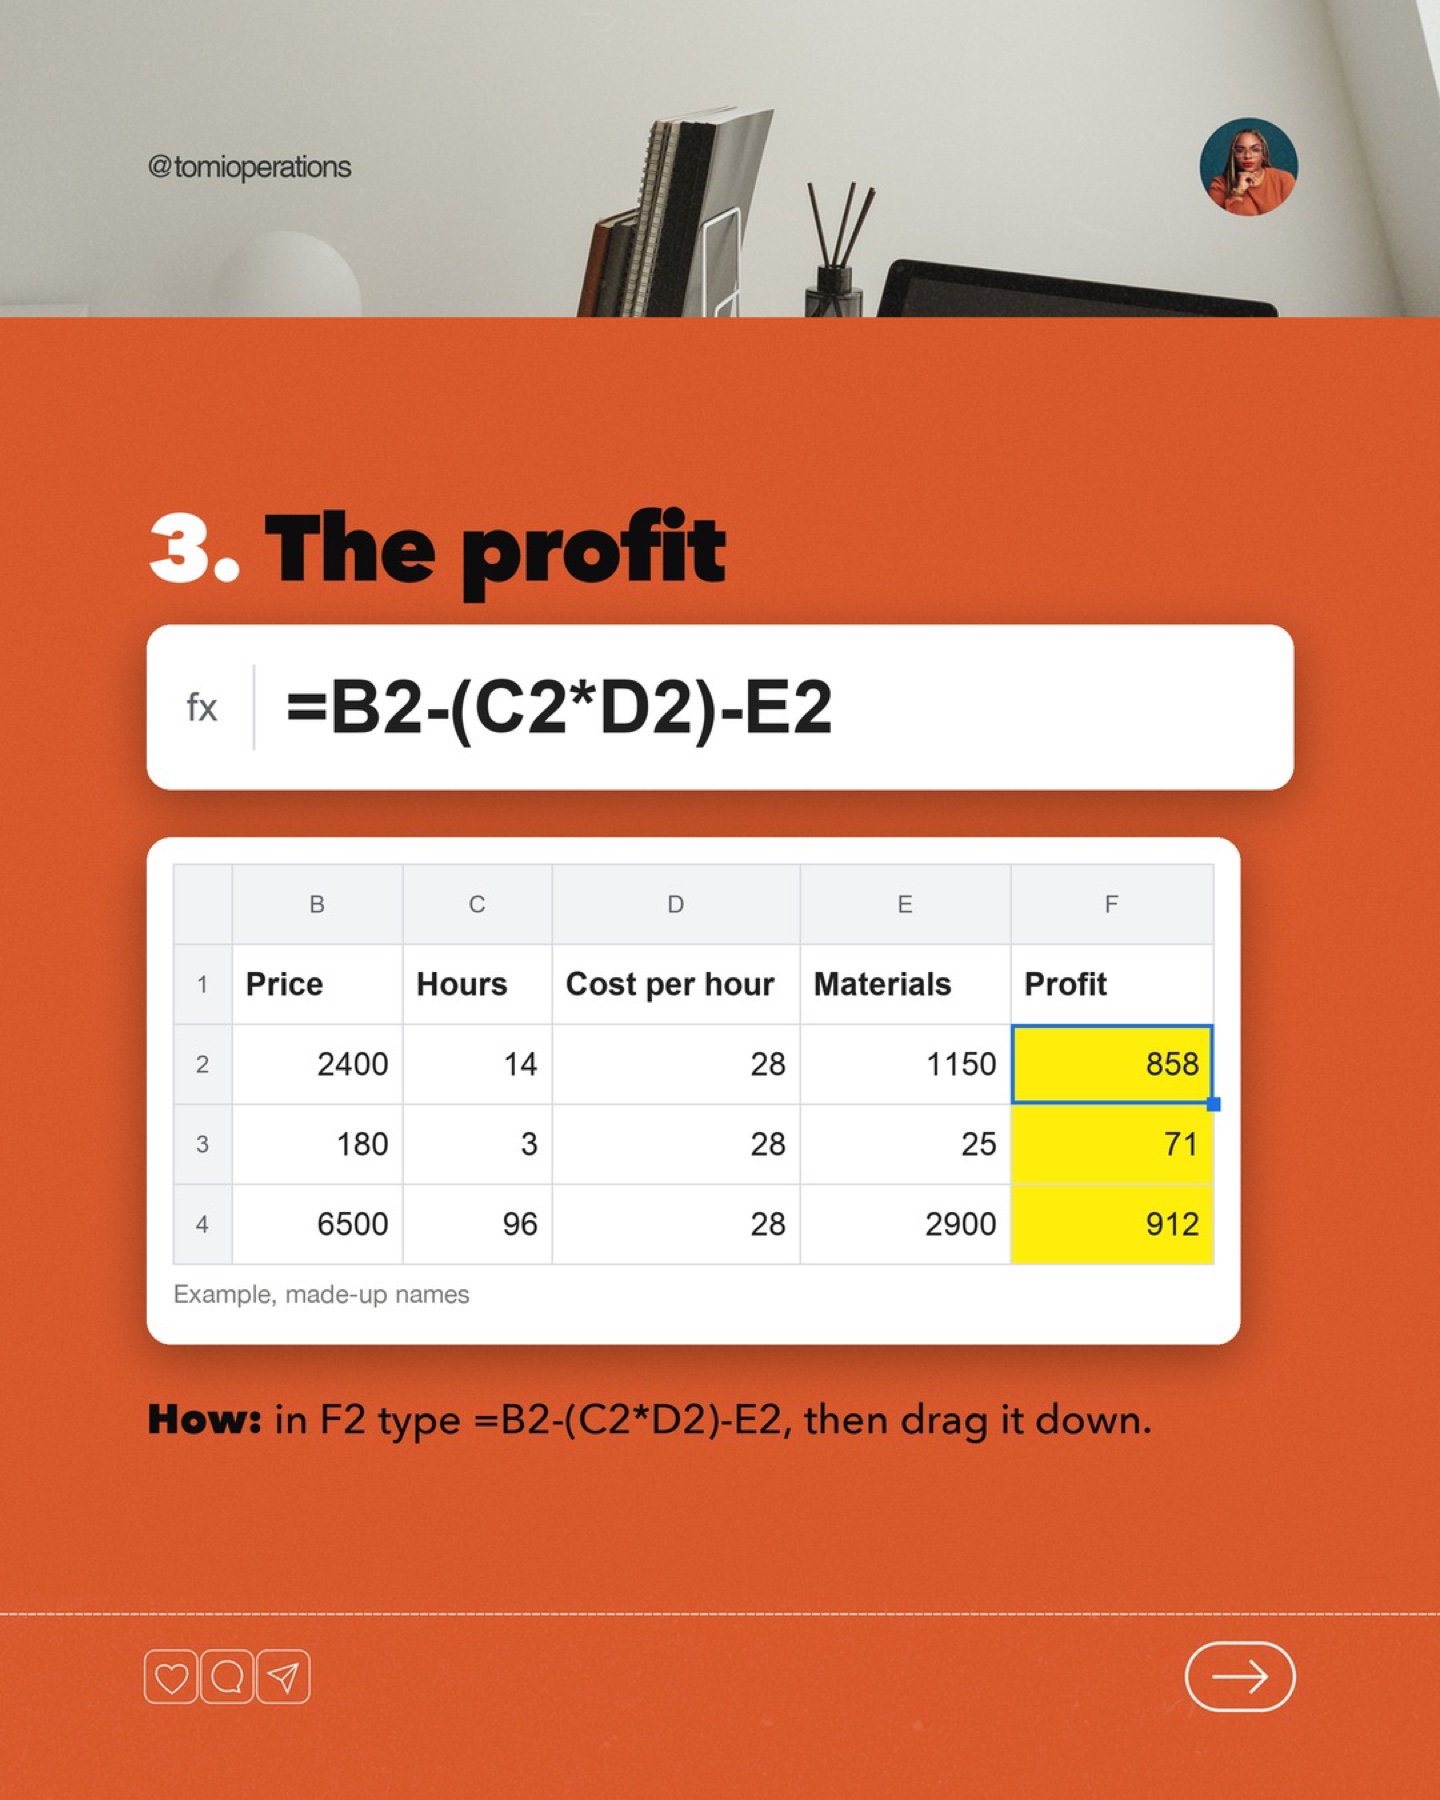 @tomioperations
3. The profit
fx =B2-(C2*D2)-E2
B C D E F
1 Price Hours Cost per hour Materials Profit
2 2400 14 28 1150 858
3 180 3 28 25 71
4 6500 96 28 2900 912
Example, made-up names
How: in F2 type =B2-(C2*D2)-E2, then drag it down.